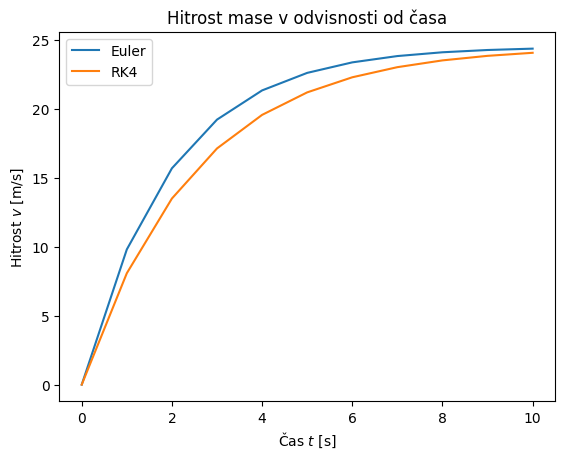 Hitrost mase v odvisnosti od časa
Euler
RK4
25
20
15
10
5
0
Hitrost v [m/s]
0 2 4 6 8 10
Čas t [s]